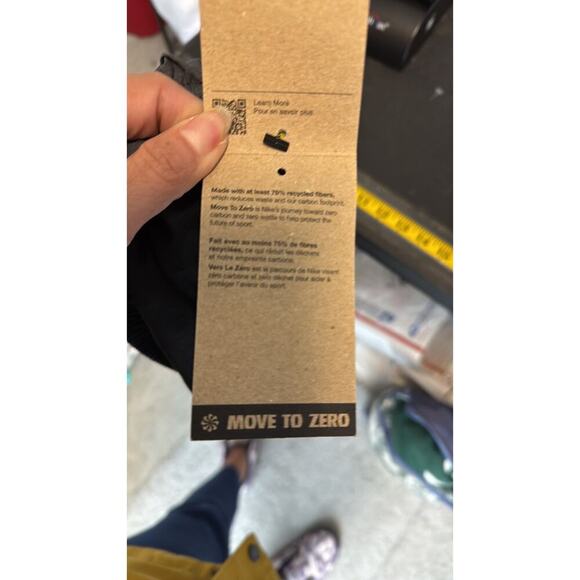 Learn More
Pour en savoir plus
Made with at least 75% recycled fibers,
which reduces waste and our carbon footprint.
Move To Zero is Nike's journey toward zero
carbon and zero waste to help protect the
future of sport.
Fait avec au moins 75% de fibres
recyclées, ce qui réduit les déchets
et notre empreinte carbone.
Vers Le Zéro est le parcours de Nike visant
zéro carbone et zéro déchet pour aider à
protéger l'avenir du sport.
MOVE TO ZERO